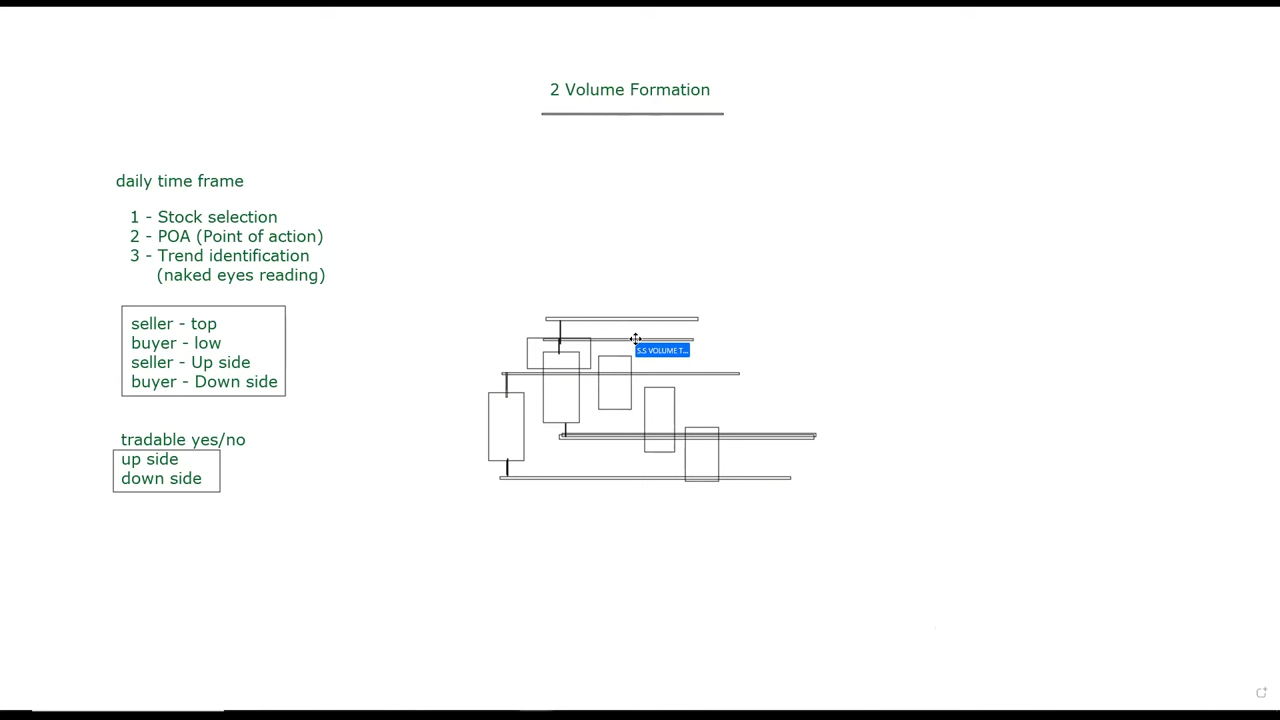 2 Volume Formation
daily time frame
1 - Stock selection
2 - POA (Point of action)
3 - Trend identification
(naked eyes reading)
seller - top
buyer - low
seller - Up side
buyer - Down side
tradable yes/no
up side
down side
S.S VOLUME T...